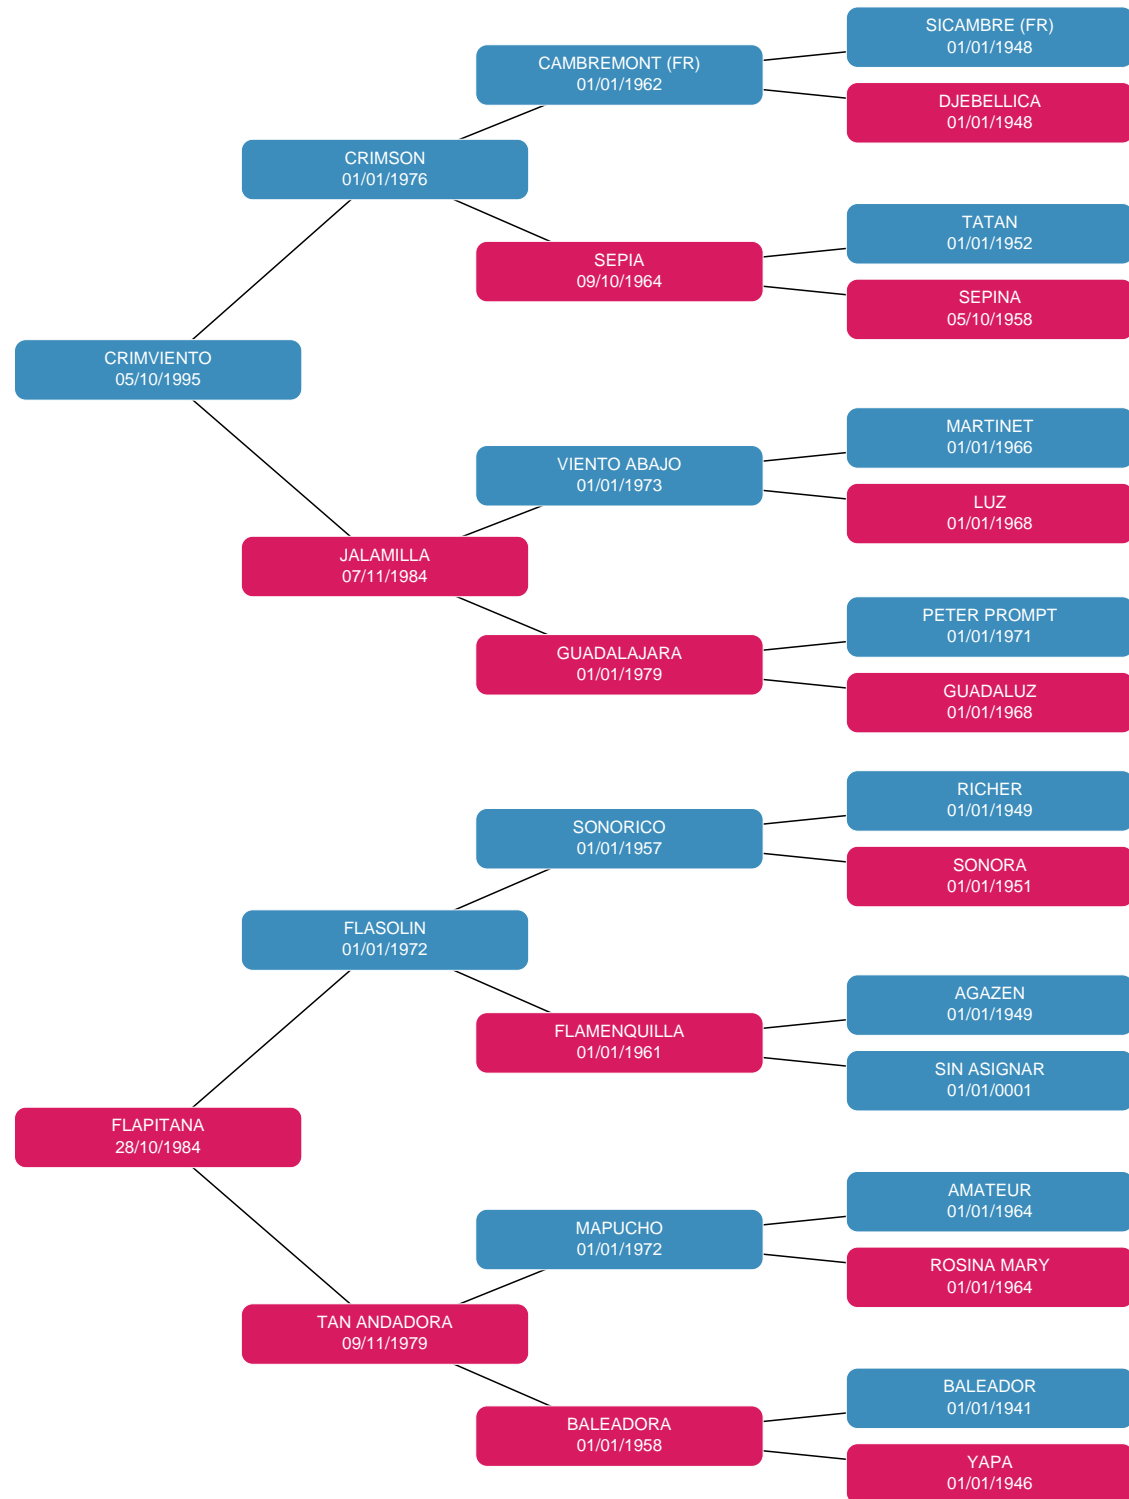 SICAMBRE (FR)
01/01/1948
CAMBREMONT (FR)
01/01/1962
DJEBELLICA
01/01/1948
CRIMSON
01/01/1976
TATAN
01/01/1952
SEPIA
09/10/1964
SEPINA
05/10/1958
CRIMVIENTO
05/10/1995
MARTINET
01/01/1966
VIENTO ABAJO
01/01/1973
LUZ
01/01/1968
JALAMILLA
07/11/1984
PETER PROMPT
01/01/1971
GUADALAJARA
01/01/1979
GUADALUZ
01/01/1968
RICHER
01/01/1949
SONORICO
01/01/1957
SONORA
01/01/1951
FLASOLIN
01/01/1972
AGAZEN
01/01/1949
FLAMENQUILLA
01/01/1961
SIN ASIGNAR
01/01/0001
FLAPITANA
28/10/1984
AMATEUR
01/01/1964
MAPUCHO
01/01/1972
ROSINA MARY
01/01/1964
TAN ANDADORA
09/11/1979
BALEADOR
01/01/1941
BALEADORA
01/01/1958
YAPA
01/01/1946